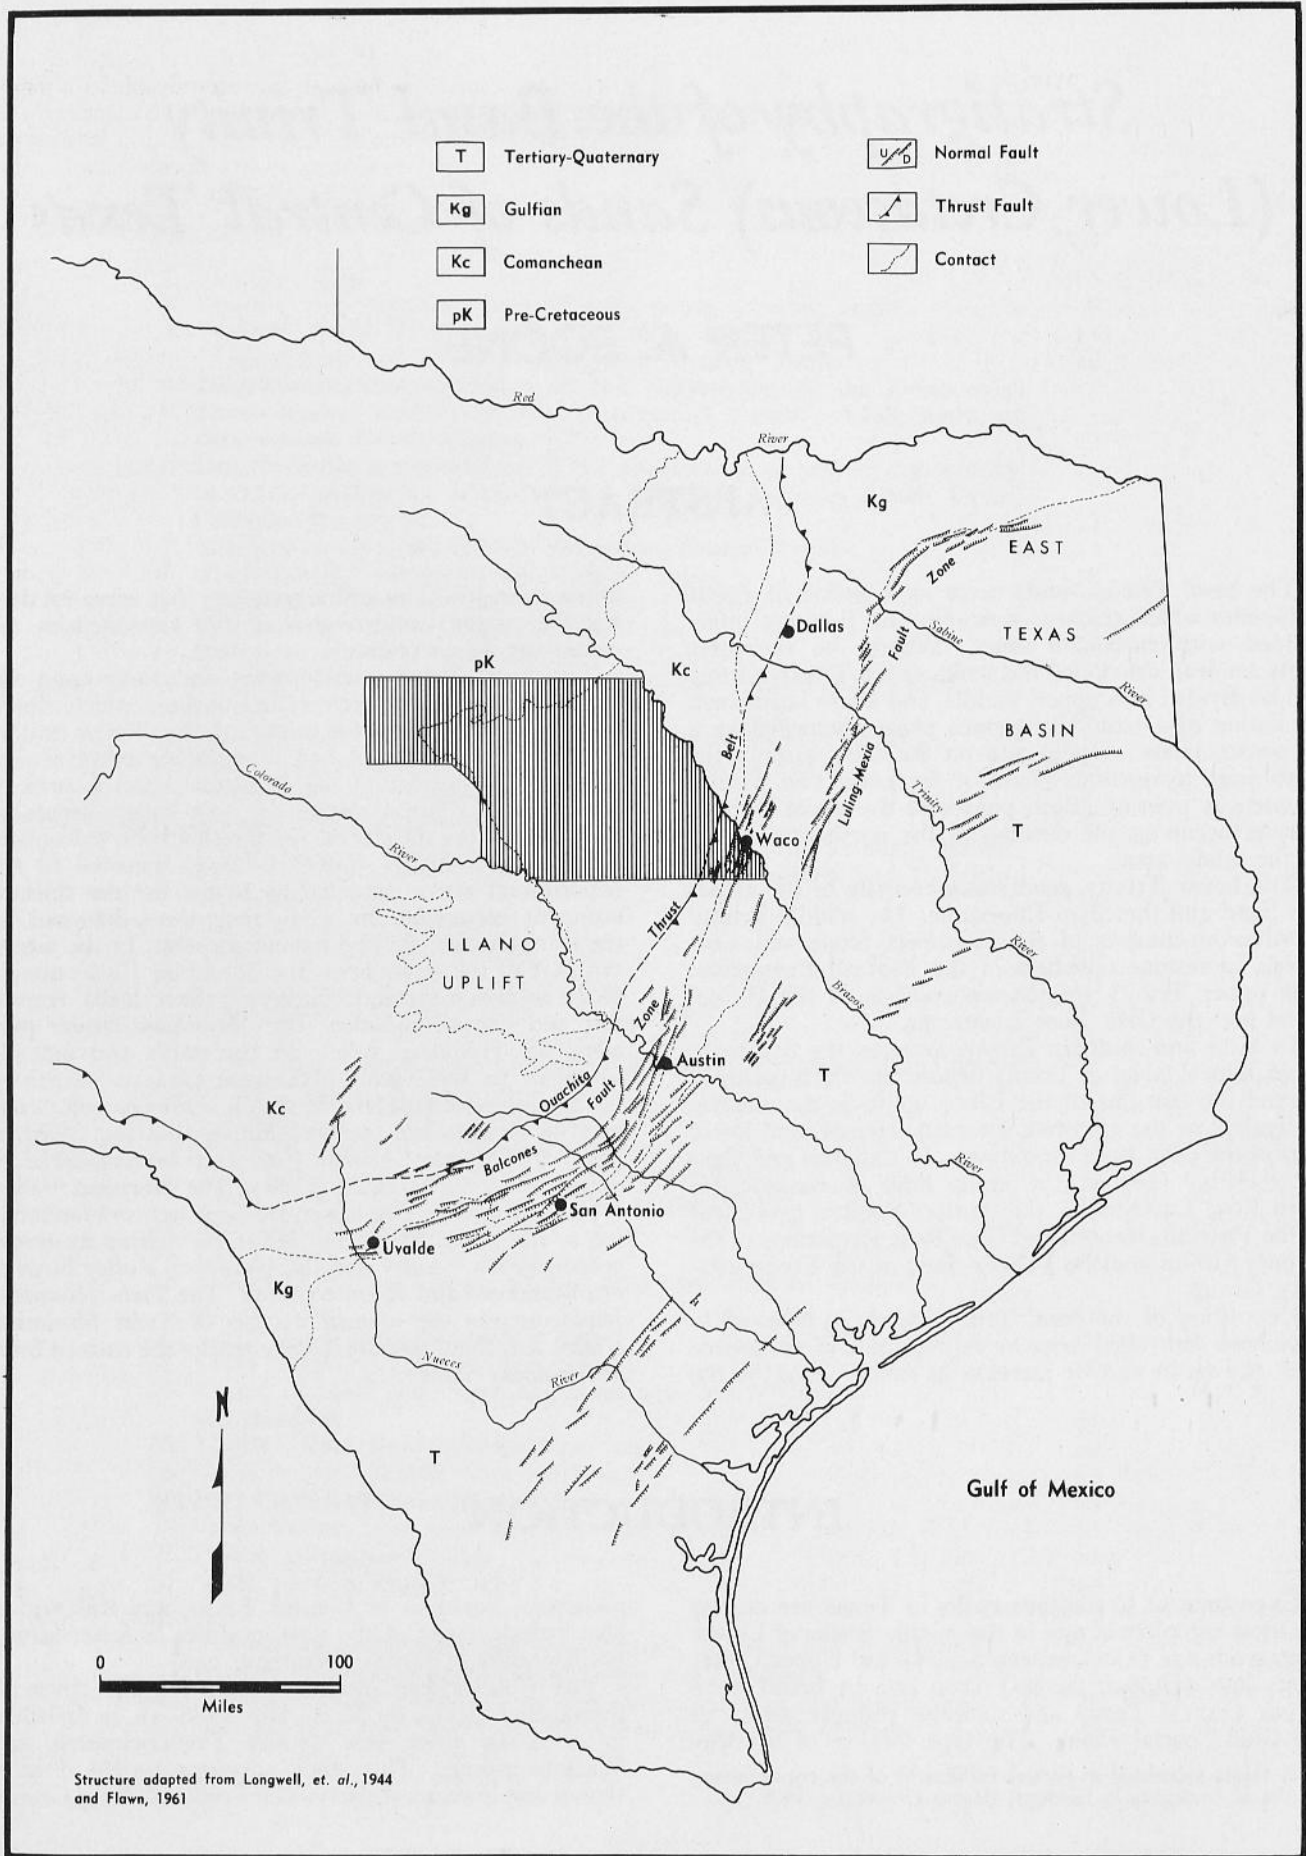 T Tertiary-Quaternary
Kg Gulfian
Kc Comanchean
pK Pre-Cretaceous
U/D Normal Fault
Thrust Fault
Contact
Red
River
Kg
EAST
Zone
Dallas
Sabine
TEXAS
Fault
pK
Kc
River
Belt
BASIN
Colorado
Luling-Mexia
Trinity
T
Waco
River
Thrust
LLANO
UPLIFT
River
Brazos
Zone
Austin
T
Ouachita
Fault
Kc
Balcones
River
San Antonio
Uvalde
Kg
Nueces
River
T
N
Gulf of Mexico
0 100
Miles
Structure adapted from Longwell, et. al., 1944
and Flawn, 1961